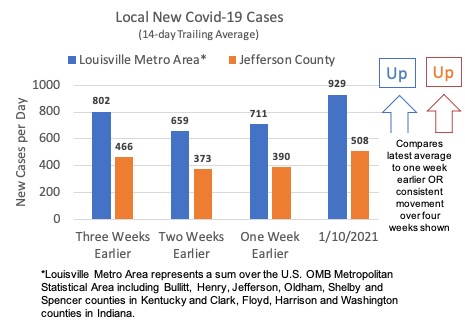 Local New Covid-19 Cases
(14-day Trailing Average)
Louisville Metro Area* Jefferson County
Up Up
New Cases per Day
1000
800
600
400
200
0
802 466
659 373
711 390
929 508
Three Weeks
Earlier
Two Weeks
Earlier
One Week
Earlier
1/10/2021
Compares
latest average
to one week
earlier OR
consistent
movement
over four
weeks shown
*Louisville Metro Area represents a sum over the U.S. OMB Metropolitan
Statistical Area including Bullitt, Henry, Jefferson, Oldham, Shelby and
Spencer counties in Kentucky and Clark, Floyd, Harrison and Washington
counties in Indiana.